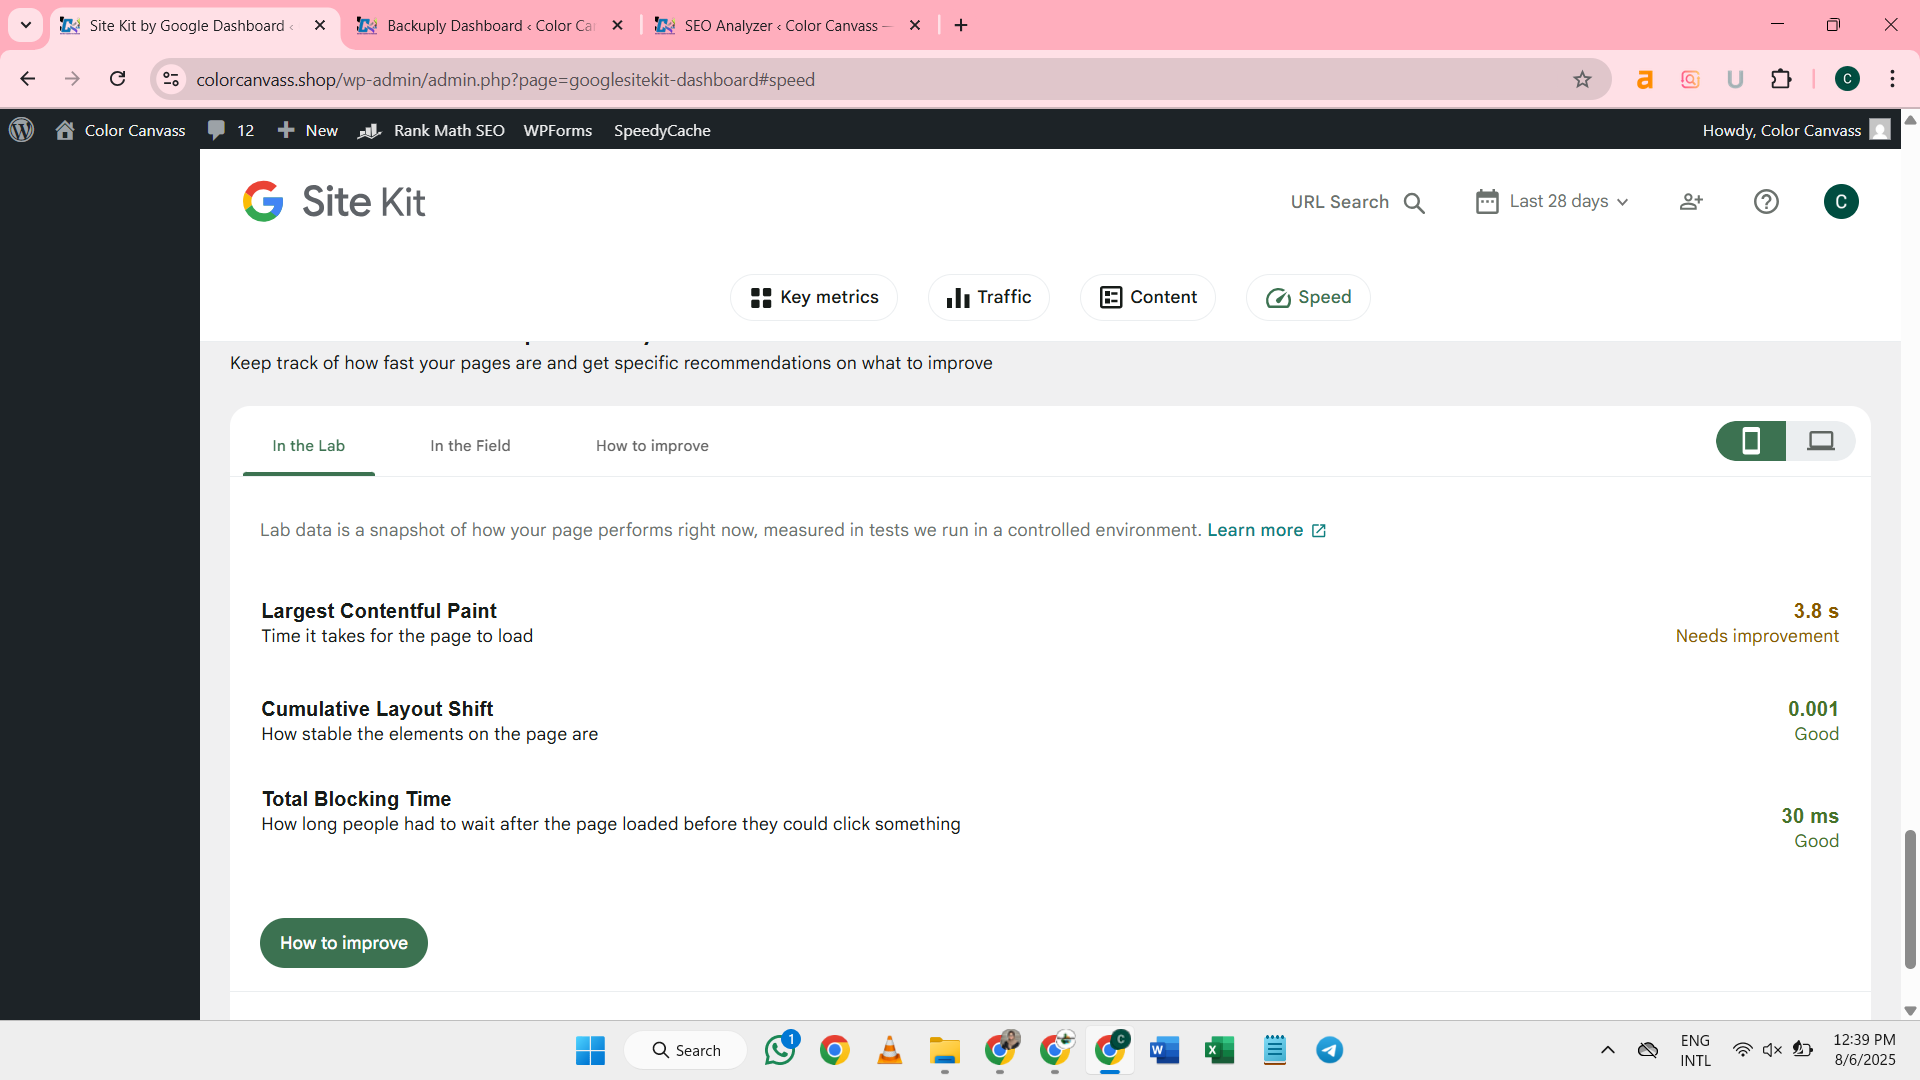 Site Kit by Google Dashboard ‹
Backuply Dashboard ‹ Color Ca
SEO Analyzer ‹ Color Canvass —
colorcanvass.shop/wp-admin/admin.php?page=googlesitekit-dashboard#speed
a
U
C
Color Canvass
12
New
Rank Math SEO
WPForms
SpeedyCache
Howdy, Color Canvass
G Site Kit
URL Search
Last 28 days
C
Key metrics
Traffic
Content
Speed
Keep track of how fast your pages are and get specific recommendations on what to improve
In the Lab
In the Field
How to improve
Lab data is a snapshot of how your page performs right now, measured in tests we run in a controlled environment. Learn more
Largest Contentful Paint
3.8 s
Time it takes for the page to load
Needs improvement
Cumulative Layout Shift
0.001
How stable the elements on the page are
Good
Total Blocking Time
30 ms
How long people had to wait after the page loaded before they could click something
Good
How to improve
Search
1
C
W
X
ENG
INTL
12:39 PM
8/6/2025